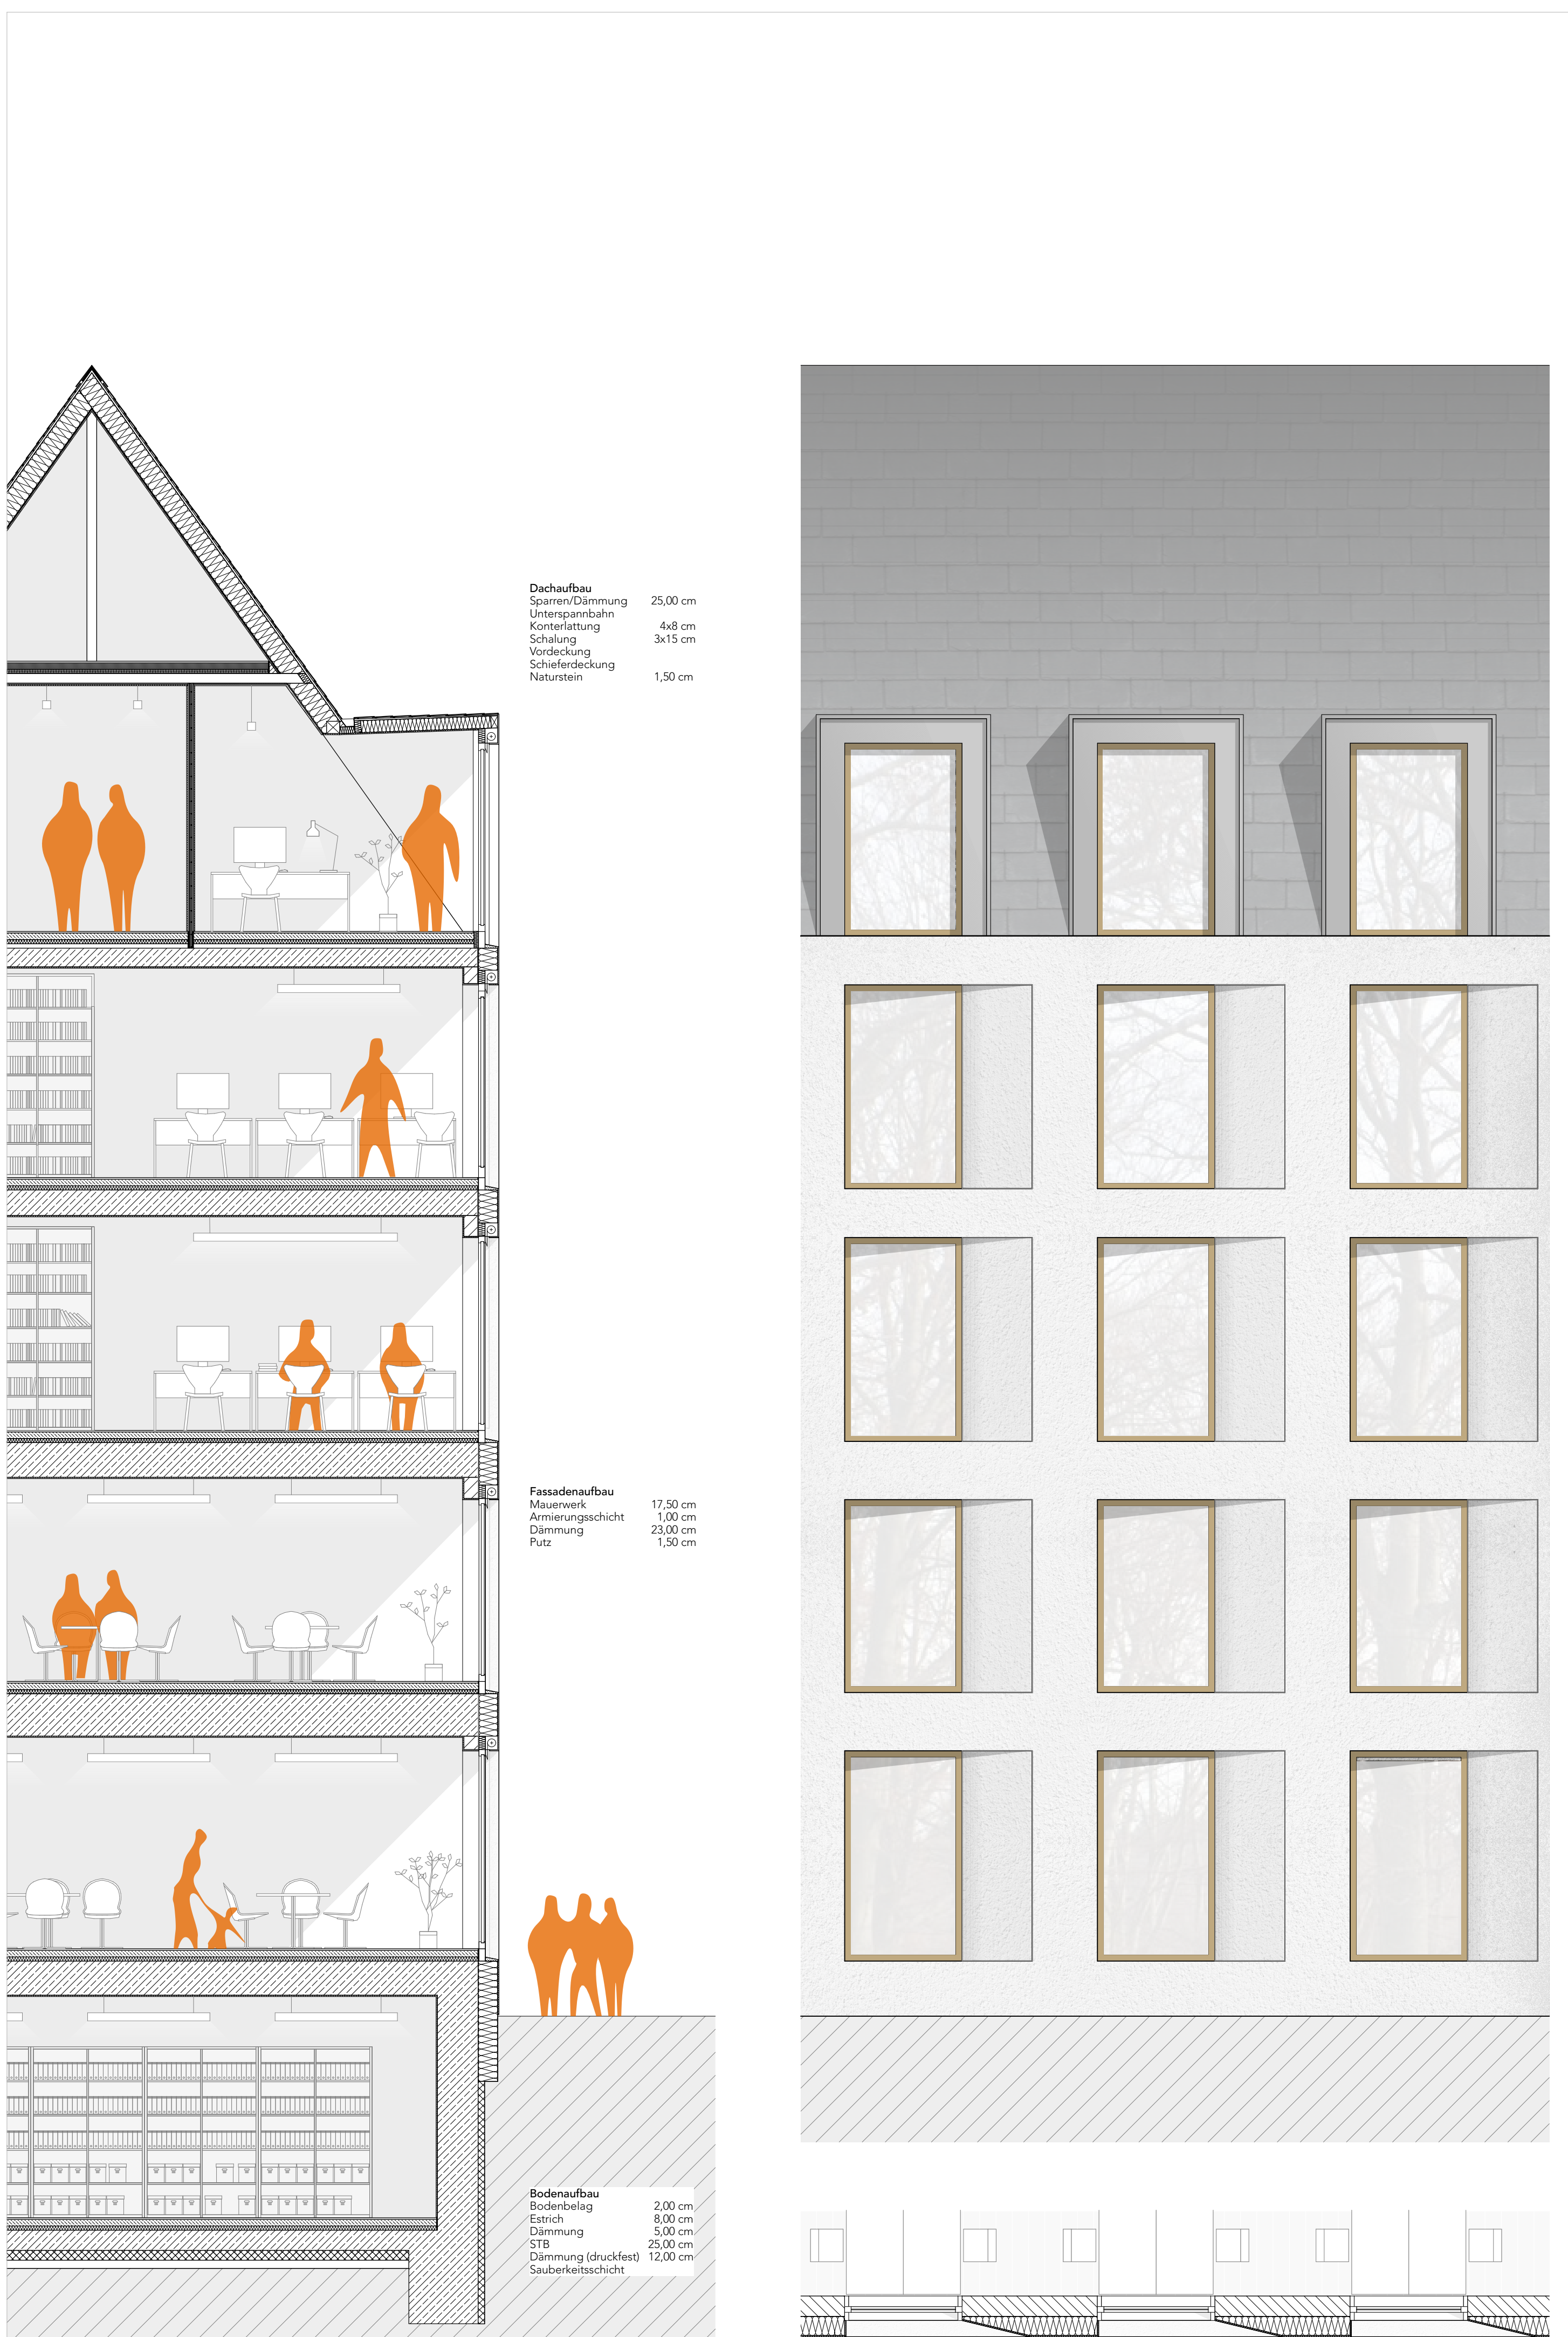 Dachaufbau
Sparren/Dämmung 25,00 cm
Unterspannbahn
Konterlattung 4x8 cm
Schalung 3x15 cm
Vordeckung
Schieferdeckung
Naturstein 1,50 cm
Fassadenaufbau
Mauerwerk 17,50 cm
Armierungsschicht 1,00 cm
Dämmung 23,00 cm
Putz 1,50 cm
Bodenaufbau
Bodenbelag 2,00 cm
Estrich 8,00 cm
Dämmung 5,00 cm
STB 25,00 cm
Dämmung (druckfest) 12,00 cm
Sauberkeitsschicht